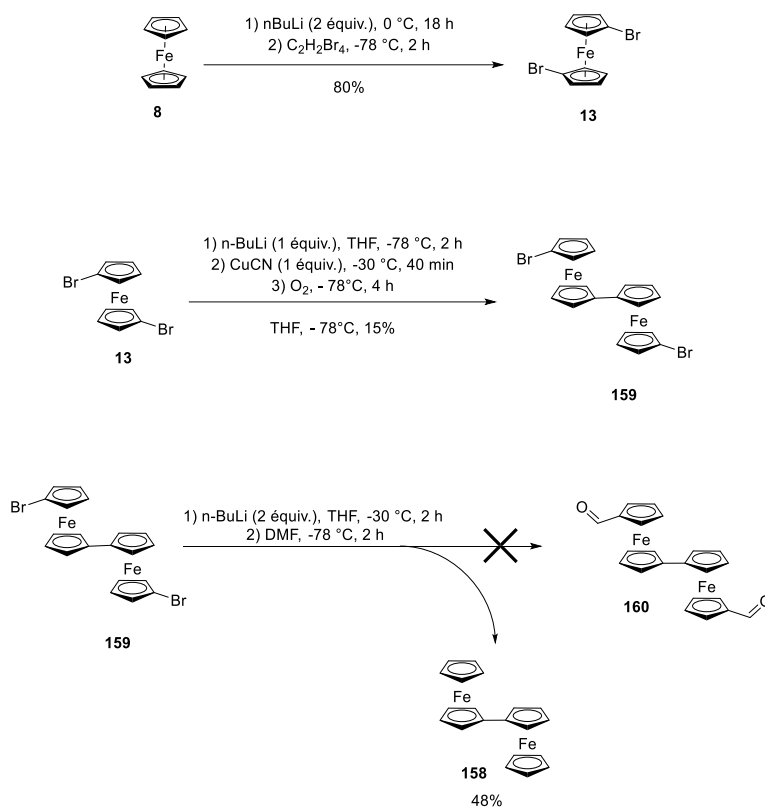 1) nBuLi (2 équiv.), 0 °C, 18 h
2) C₂H₂Br₄, -78 °C, 2 h
80%
Fe
8
Br
Fe
Br
13
1) n-BuLi (1 équiv.), THF, -78 °C, 2 h
2) CuCN (1 équiv.), -30 °C, 40 min
3) O₂, - 78°C, 4 h
THF, - 78°C, 15%
Br
Fe
Br
13
Br
Fe
Fe
Br
159
1) n-BuLi (2 équiv.), THF, -30 °C, 2 h
2) DMF, -78 °C, 2 h
Br
Fe
Fe
Br
159
O
Fe
Fe
O
160
Fe
Fe
158
48%